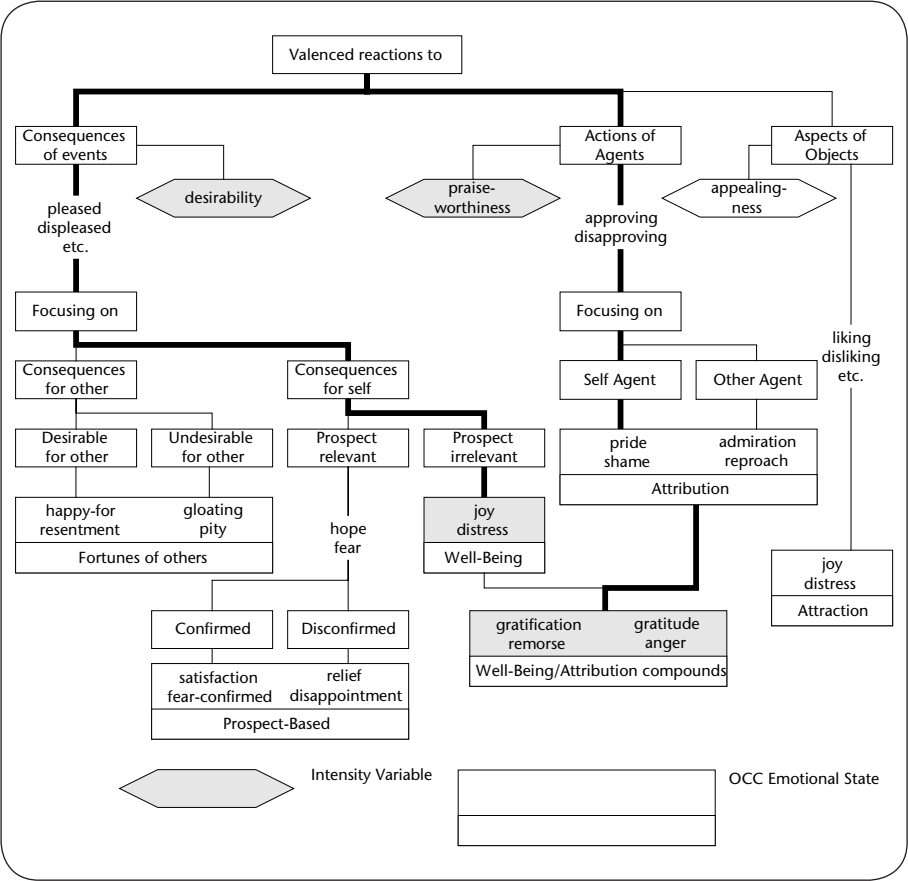 Valenced reactions to
Consequences
of events
Actions of
Agents
Aspects of
Objects
desirability
praise-
worthiness
appealing-
ness
pleased
displeased
etc.
approving
disapproving
Focusing on
Focusing on
liking
disliking
etc.
Consequences
for other
Consequences
for self
Self Agent
Other Agent
Desirable
for other
Undesirable
for other
Prospect
relevant
Prospect
irrelevant
pride
shame
admiration
reproach
Attribution
happy-for
resentment
gloating
pity
Fortunes of others
hope
fear
joy
distress
Well-Being
joy
distress
Attraction
Confirmed
Disconfirmed
gratification
remorse
gratitude
anger
Well-Being/Attribution compounds
satisfaction
fear-confirmed
relief
disappointment
Prospect-Based
Intensity Variable
OCC Emotional State